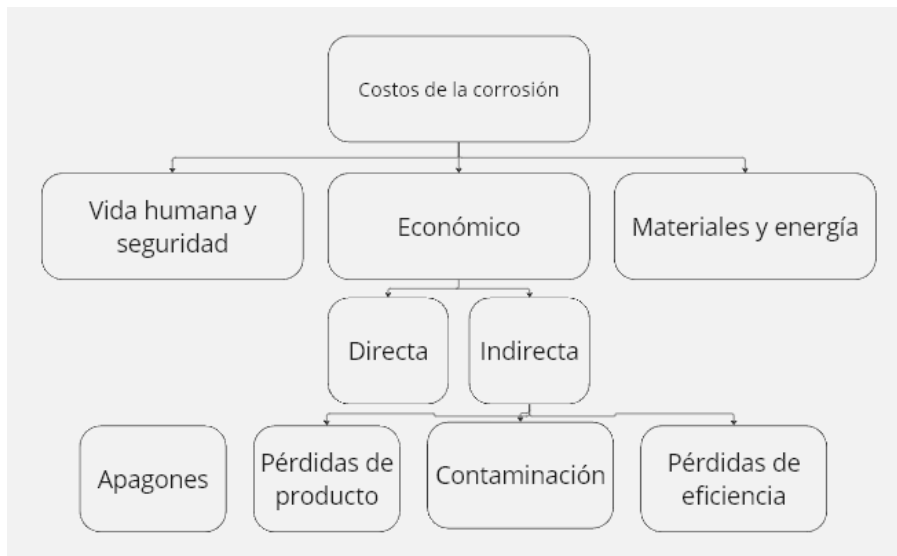 Costos de la corrosión
Vida humana y
seguridad
Económico
Materiales y energía
Directa
Indirecta
Apagones
Pérdidas de
producto
Contaminación
Pérdidas de
eficiencia